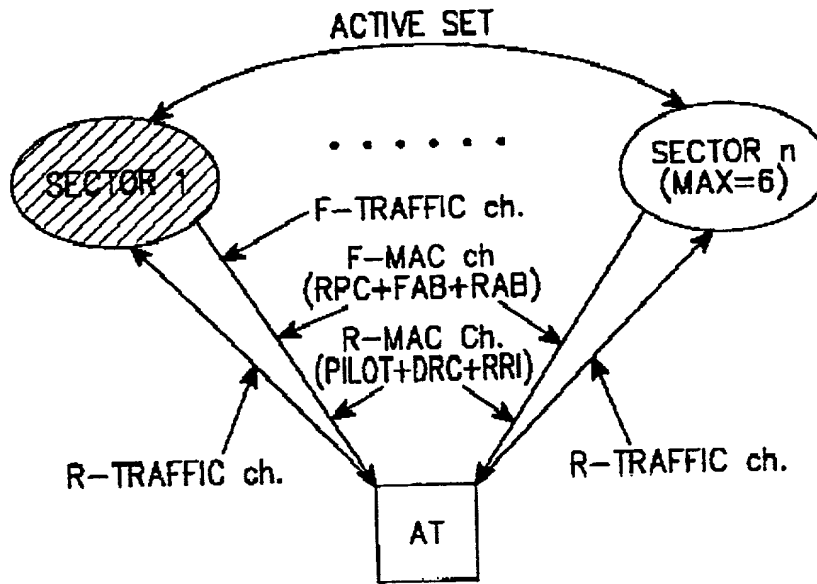 ACTIVE SET
SECTOR 1
SECTOR n
(MAX=6)
F-TRAFFIC ch.
F-MAC ch
(RPC+FAB+RAB)
R-MAC Ch.
(PILOT+DRC+RRI)
R-TRAFFIC ch.
R-TRAFFIC ch.
AT